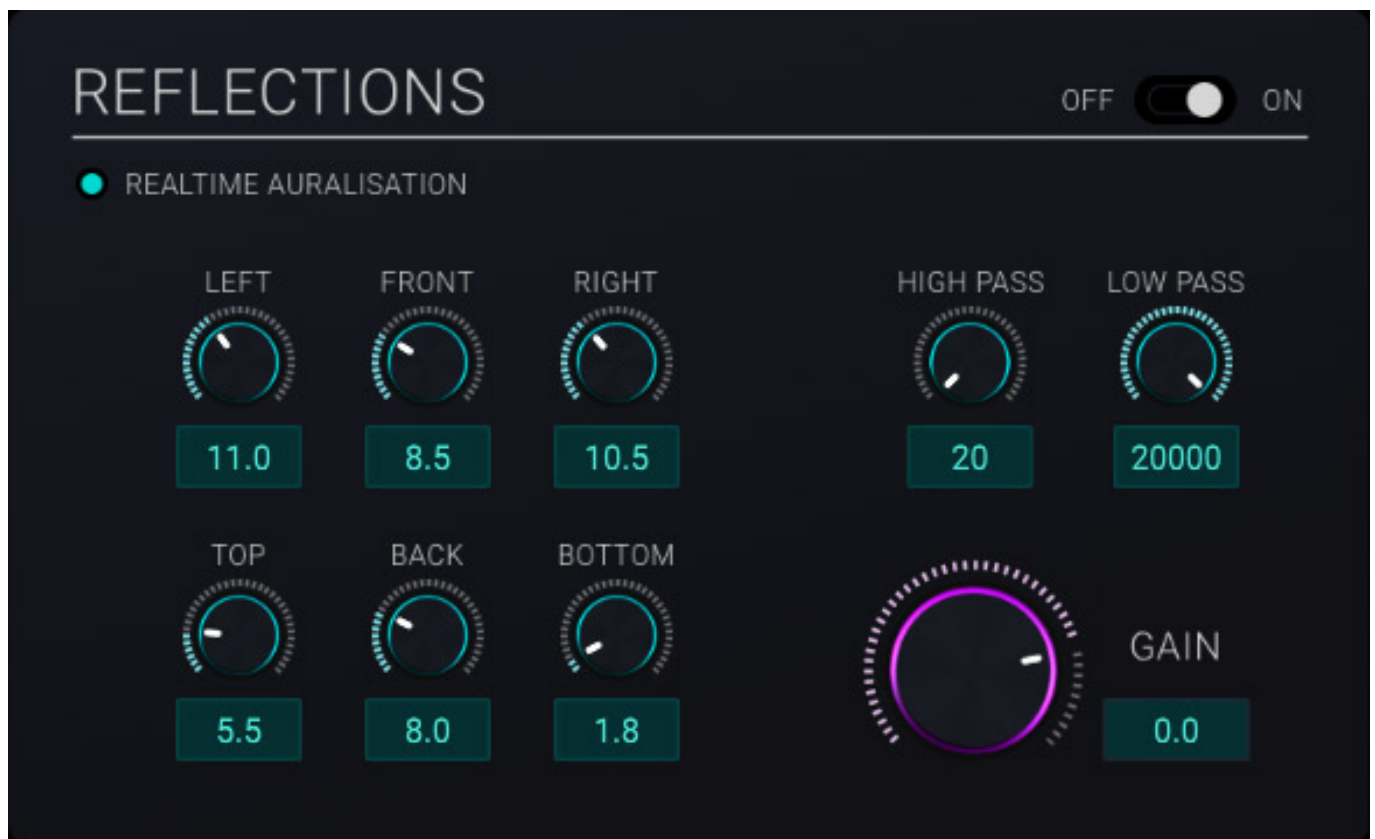 REFLECTIONS
OFF ON
REALTIME AURALISATION
LEFT FRONT RIGHT HIGH PASS LOW PASS
11.0 8.5 10.5 20 20000
TOP BACK BOTTOM
GAIN
5.5 8.0 1.8 0.0